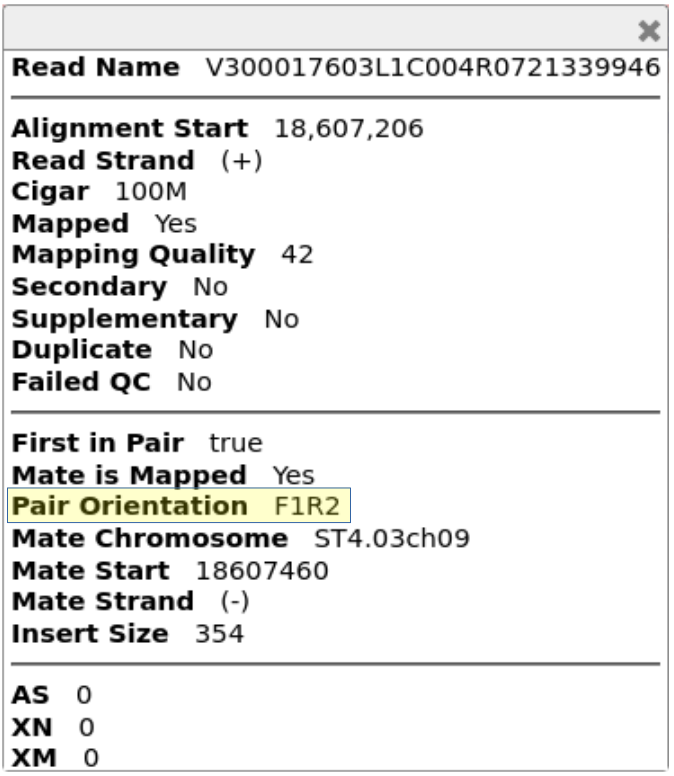 Read Name V300017603L1C004R0721339946
Alignment Start 18,607,206
Read Strand (+)
Cigar 100M
Mapped Yes
Mapping Quality 42
Secondary No
Supplementary No
Duplicate No
Failed QC No
First in Pair true
Mate is Mapped Yes
Pair Orientation F1R2
Mate Chromosome ST4.03ch09
Mate Start 18607460
Mate Strand (-)
Insert Size 354
AS 0
XN 0
XM 0